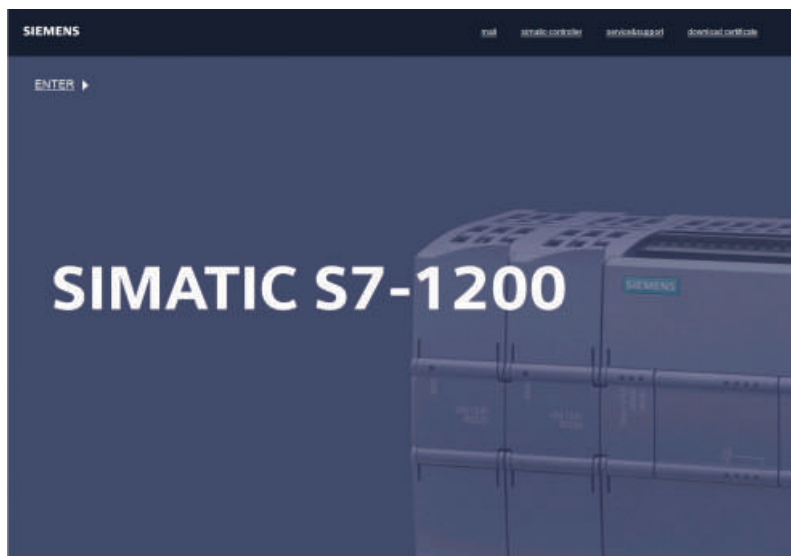 SIEMENS
mail simatic controller service&support download certificate
ENTER
SIMATIC S7-1200
SIEMENS